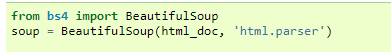 from bs4 import BeautifulSoup
soup = BeautifulSoup(html_doc, 'html.parser')